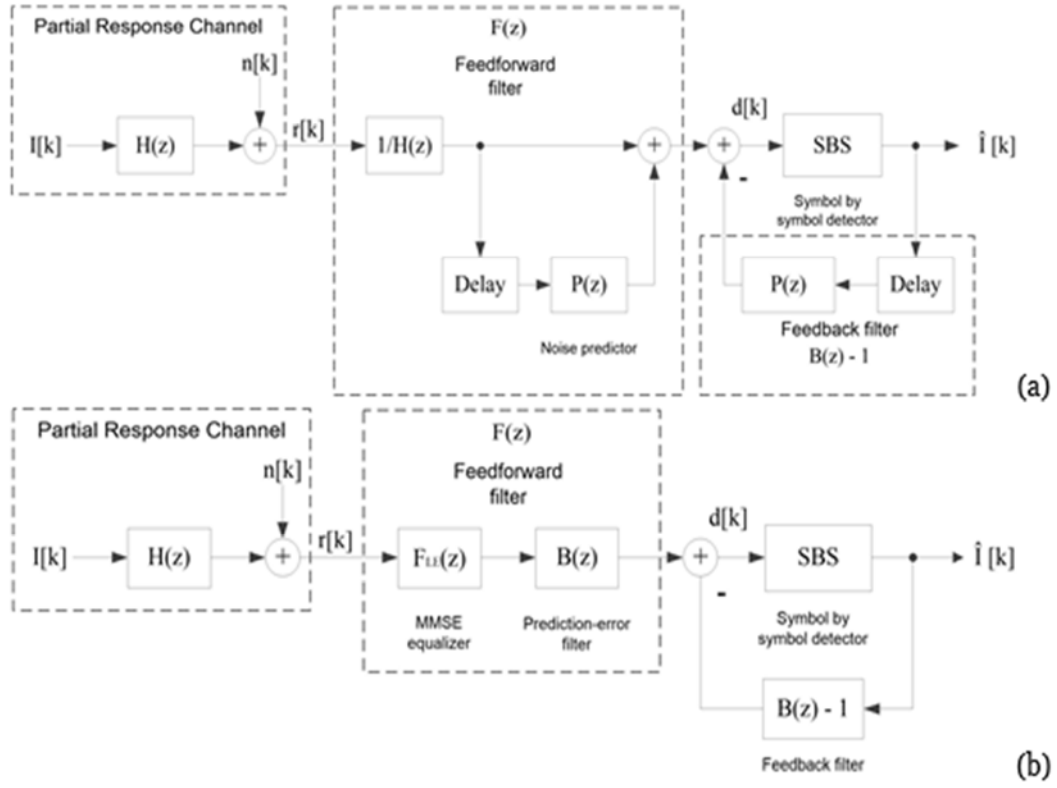 Partial Response Channel
n[k]
I[k]
H(z)
+
r[k]
F(z)
Feedforward
filter
1/H(z)
+
Delay
P(z)
Noise predictor
+
-
d[k]
SBS
Î [k]
Symbol by
symbol detector
P(z)
Delay
Feedback filter
B(z) - 1
(a)
Partial Response Channel
n[k]
I[k]
H(z)
+
r[k]
F(z)
Feedforward
filter
F_LE(z)
B(z)
MMSE
equalizer
Prediction-error
filter
+
-
d[k]
SBS
Î [k]
Symbol by
symbol detector
B(z) - 1
Feedback filter
(b)